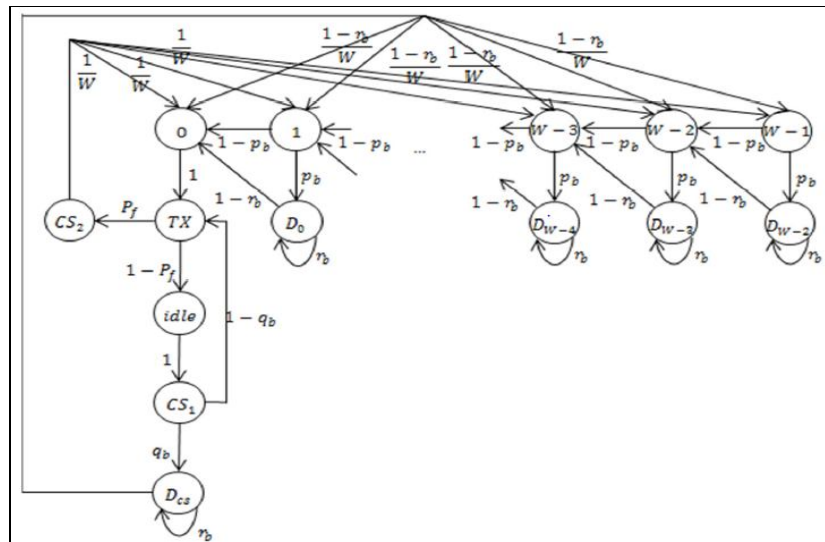 1/W 1/W 1/W 1-r_b/W 1-r_b/W 1-r_b/W 1-r_b/W
0 1 W-3 W-2 W-1
1-p_b 1-p_b ... 1-p_b 1-p_b 1-p_b
1 p_b p_b p_b p_b
1-r_b 1-r_b 1-r_b 1-r_b
CS_2 P_f TX D_0 D_W-4 D_W-3 D_W-2
r_b r_b r_b r_b
1-P_f
idle 1-q_b
1
CS_1
q_b
D_cs
r_b